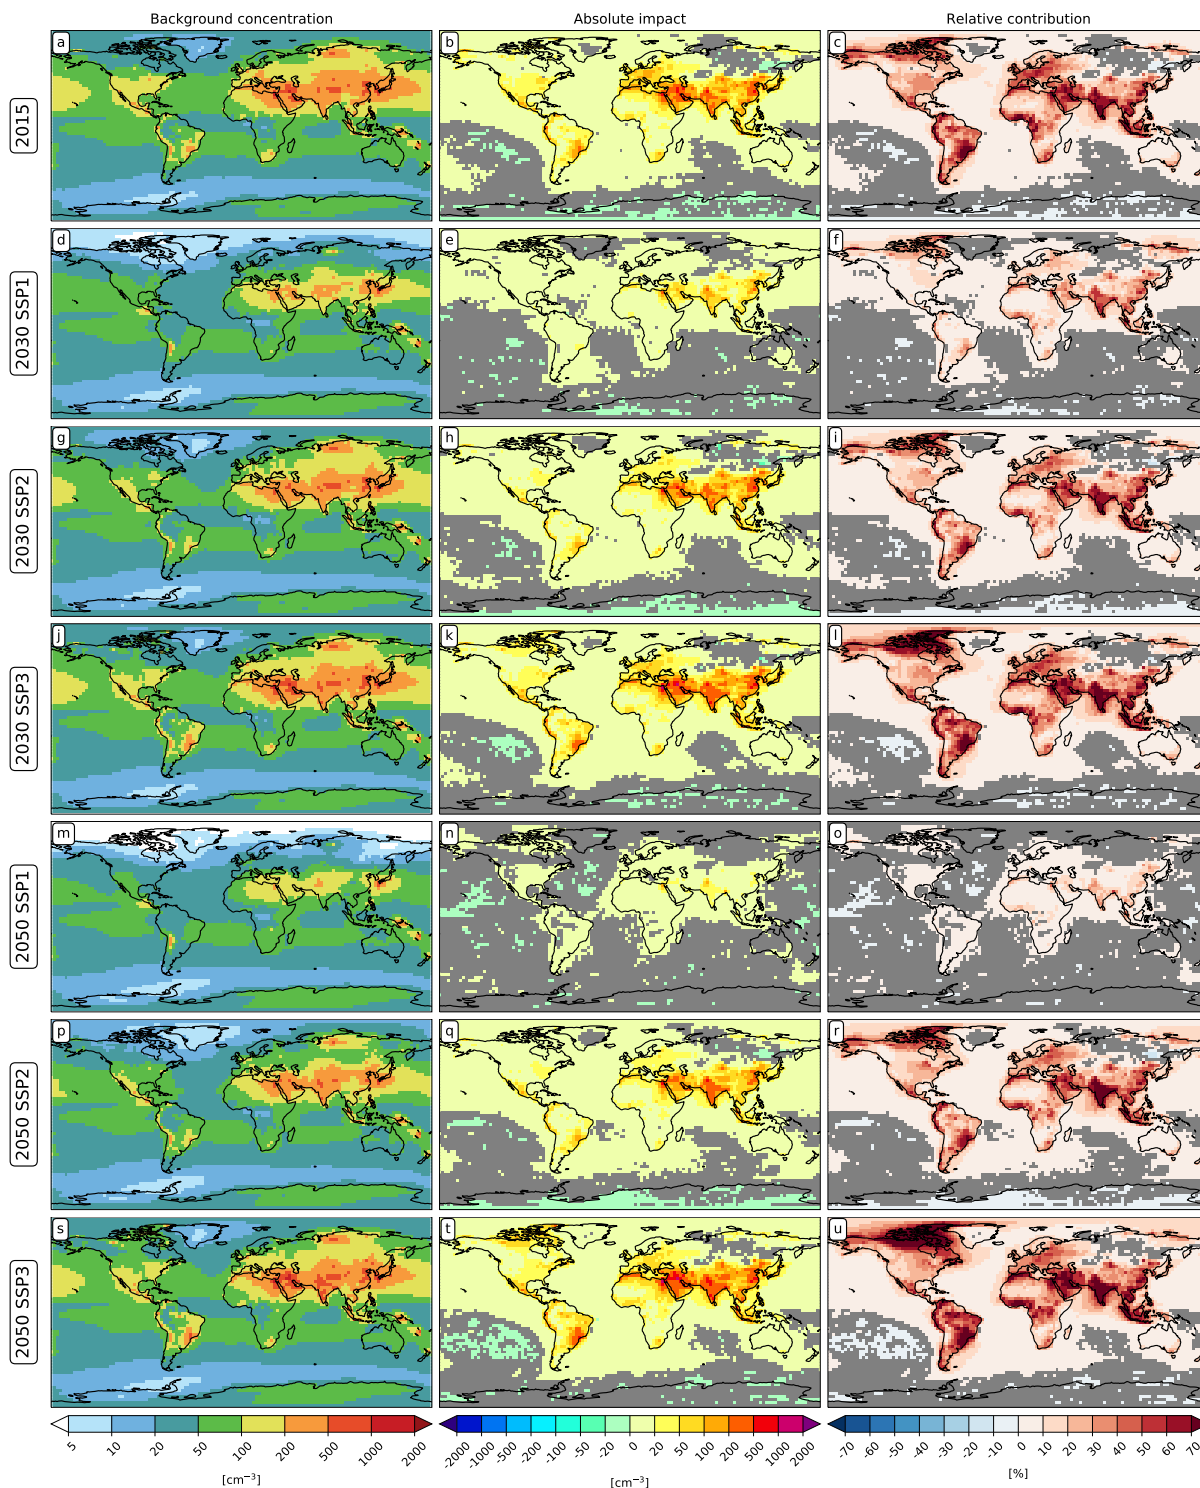 Background concentration
Absolute impact
Relative contribution
2015
a
b
c
2030 SSP1
d
e
f
2030 SSP2
g
h
i
2030 SSP3
j
k
l
2050 SSP1
m
n
o
2050 SSP2
p
q
r
2050 SSP3
s
t
u
5 10 20 50 100 200 500 1000 2000
[cm⁻³]
-2000 -1000 -500 -200 -100 -50 -20 0 20 50 100 200 500 1000 2000
[cm⁻³]
-70 -60 -50 -40 -30 -20 -10 0 10 20 30 40 50 60 70
[%]